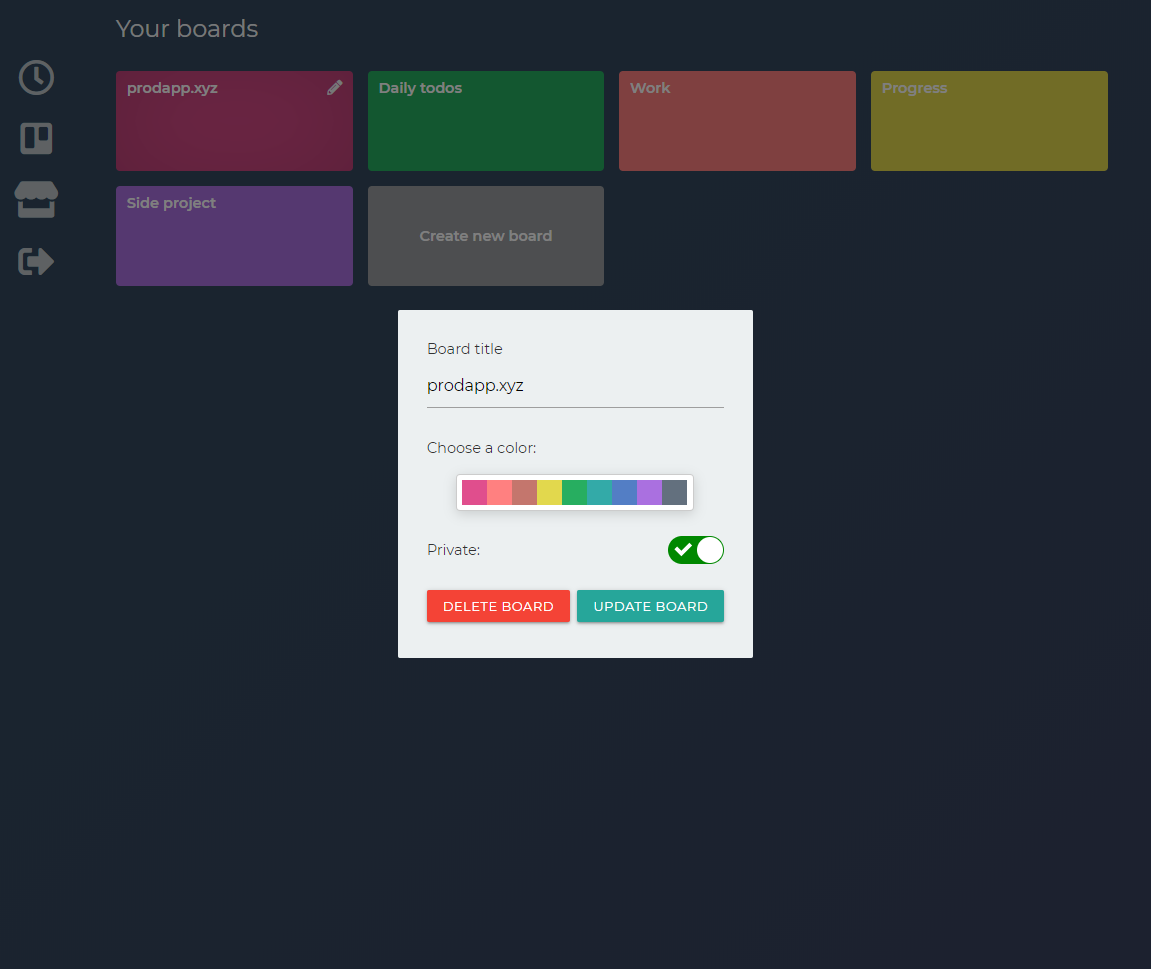 Your boards
prodapp.xyz
Daily todos
Work
Progress
Side project
Create new board
Board title
prodapp.xyz
Choose a color:
Private:
DELETE BOARD
UPDATE BOARD